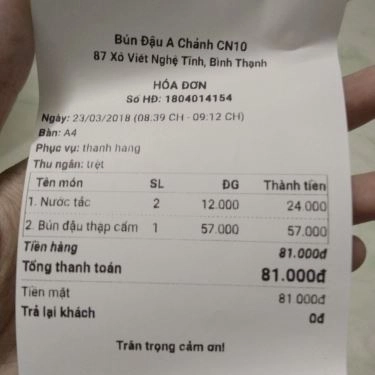 Bún Đậu A Chảnh CN10
87 Xô Viết Nghệ Tĩnh, Bình Thạnh
HÓA ĐƠN
Số HĐ: 1804014154
Ngày: 23/03/2018 (08.39 CH - 09:12 CH)
Bàn: A4
Phục vụ: thanh hang
Thu ngân: trệt
Tên món SL ĐG Thành tiền
1. Nước tắc 2 12.000 24.000
2. Bún đậu thập cẩm 1 57.000 57.000
Tiền hàng 81.000đ
Tổng thanh toán 81.000đ
Tiền mặt 81 000đ
Trả lại khách 0đ
Trân trọng cảm ơn!